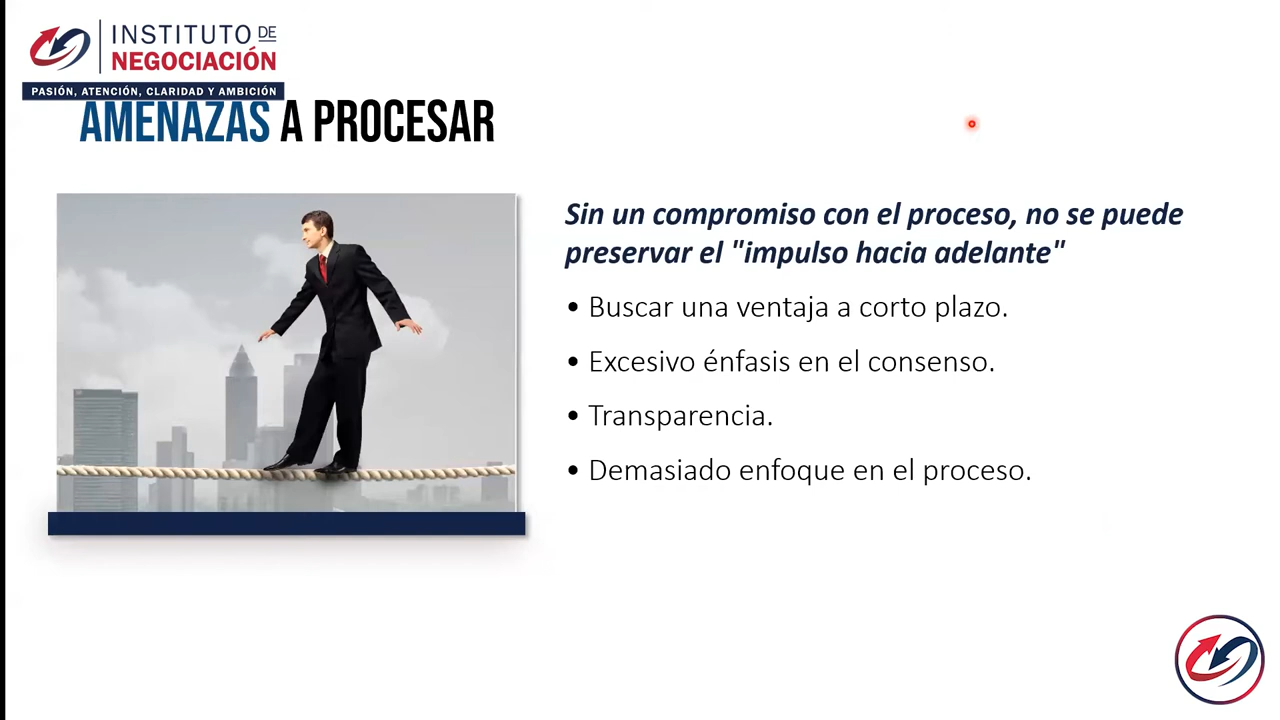 INSTITUTO DE
NEGOCIACIÓN
PASIÓN, ATENCIÓN, CLARIDAD Y AMBICIÓN
AMENAZAS A PROCESAR
Sin un compromiso con el proceso, no se puede
preservar el "impulso hacia adelante"
• Buscar una ventaja a corto plazo.
• Excesivo énfasis en el consenso.
• Transparencia.
• Demasiado enfoque en el proceso.